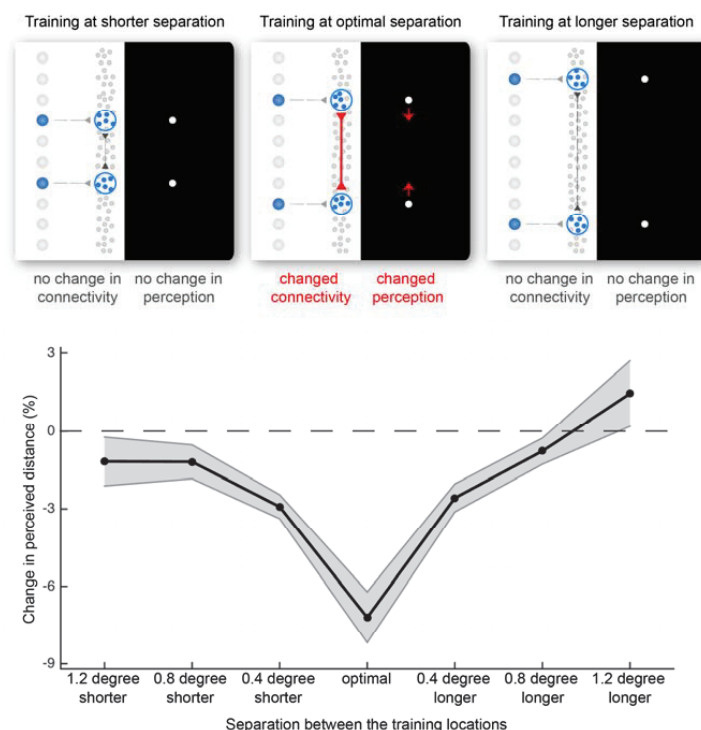 Training at shorter separation
Training at optimal separation
Training at longer separation
no change in connectivity
no change in perception
changed connectivity
changed perception
no change in connectivity
no change in perception
3
0
-3
-6
-9
Change in perceived distance (%)
1.2 degree shorter
0.8 degree shorter
0.4 degree shorter
optimal
0.4 degree longer
0.8 degree longer
1.2 degree longer
Separation between the training locations